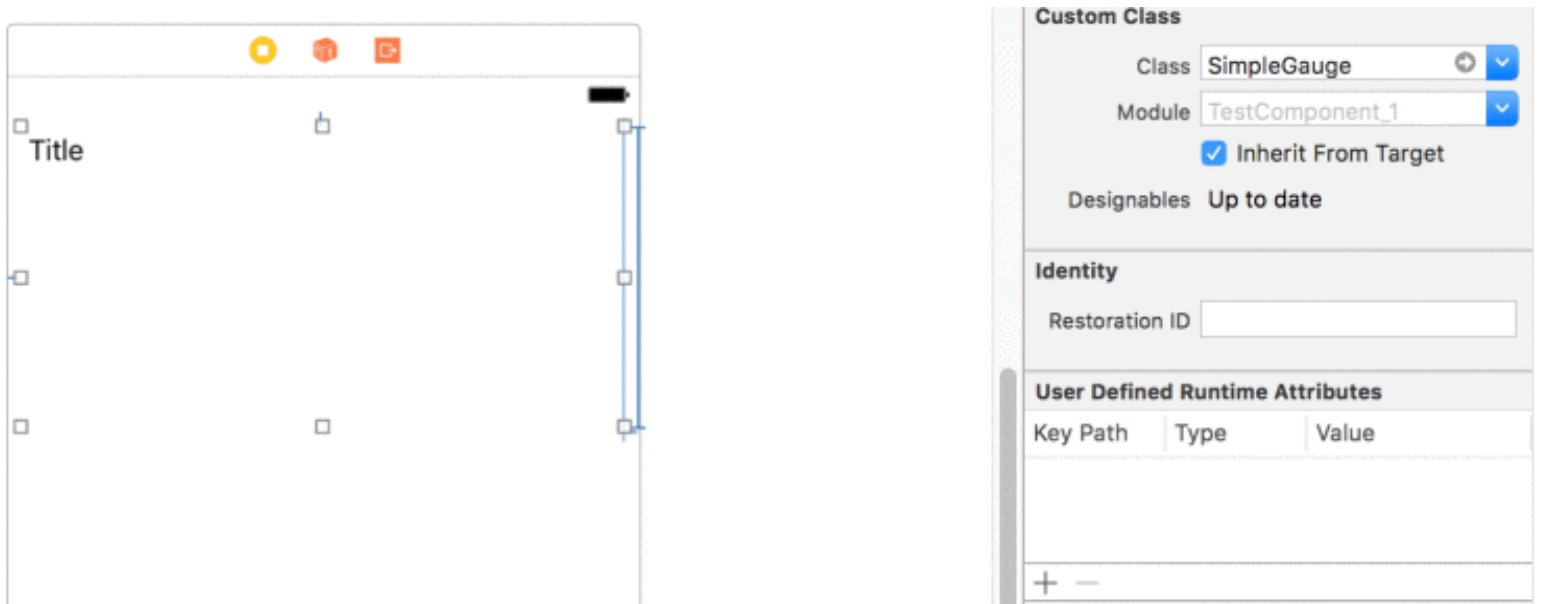 Title
Custom Class
Class SimpleGauge
Module TestComponent_1
Inherit From Target
Designables Up to date
Identity
Restoration ID
User Defined Runtime Attributes
Key Path Type Value